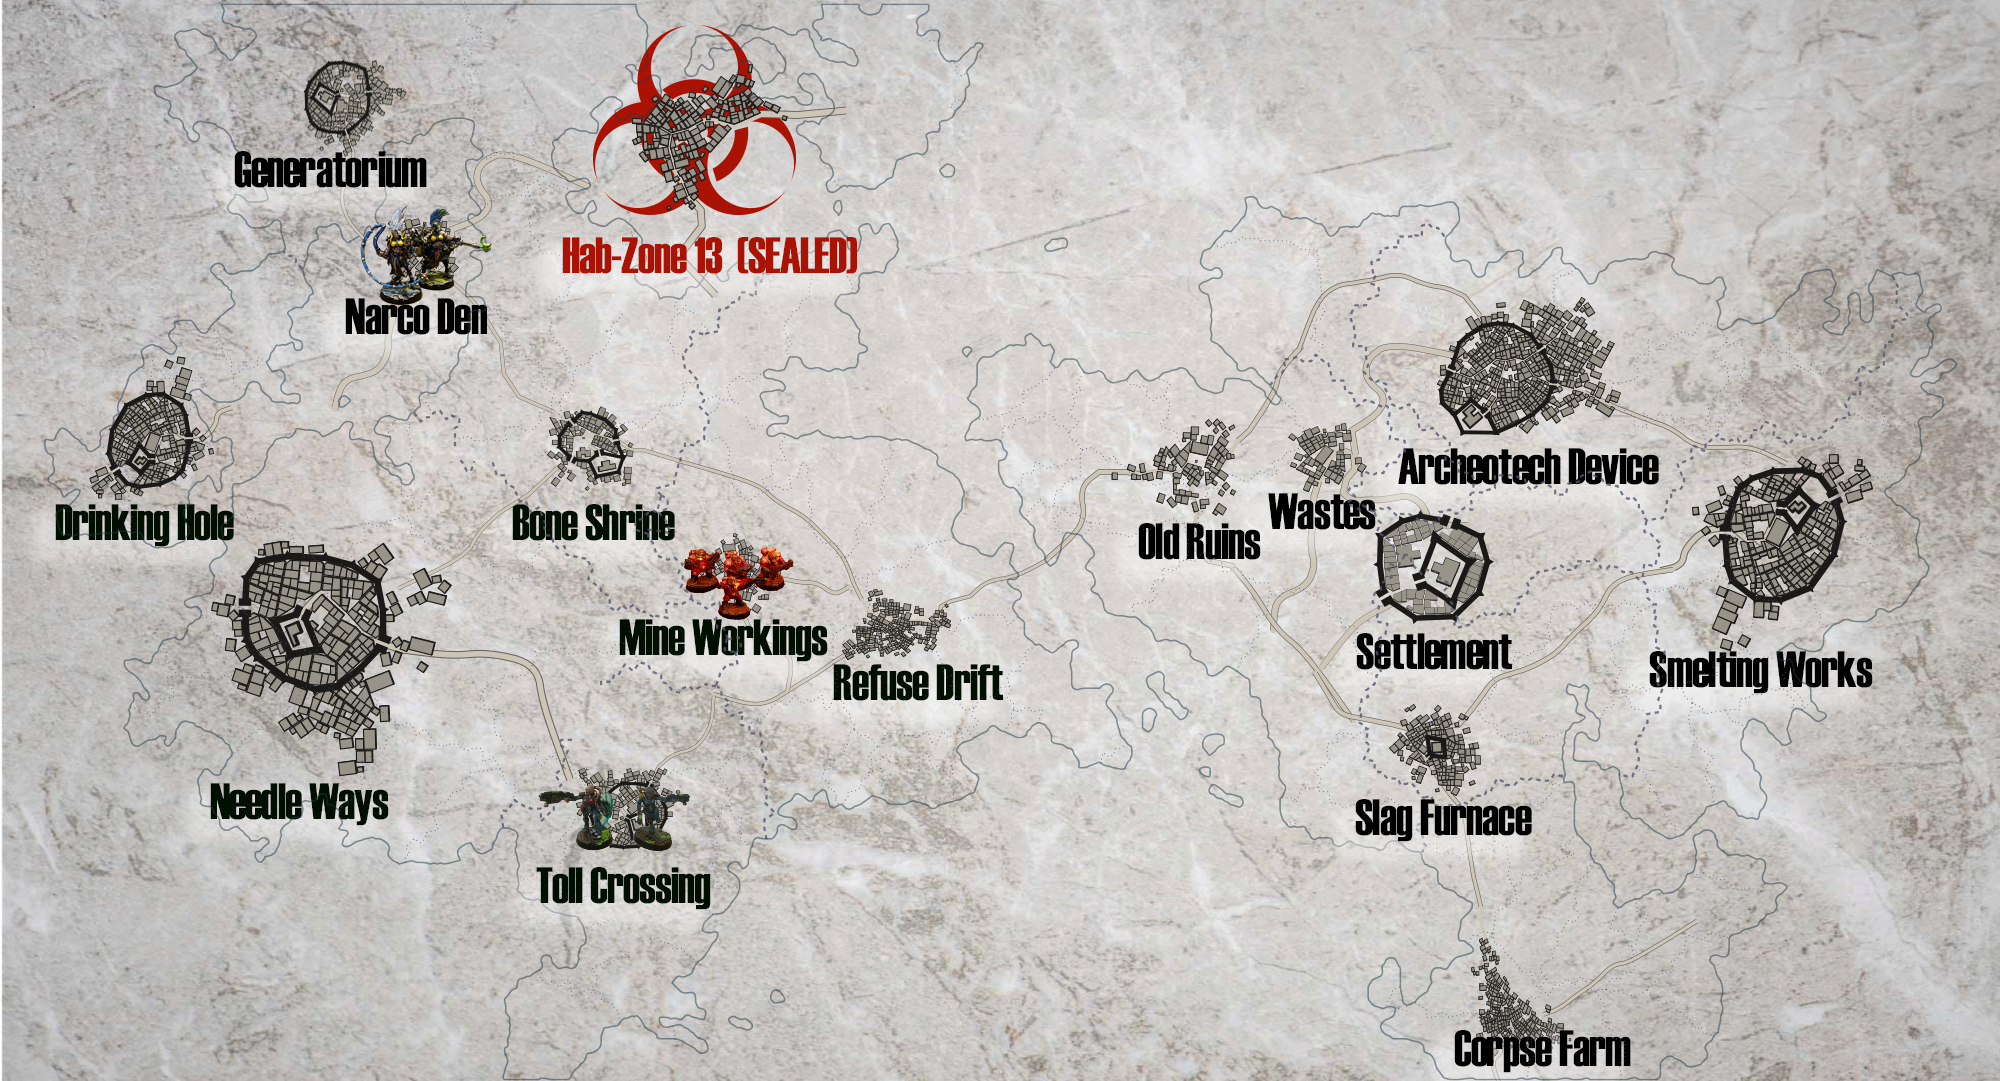 Generatorium
Hab-Zone 13 (SEALED)
Narco Den
Archeotech Device
Drinking Hole
Bone Shrine
Wastes
Old Ruins
Mine Workings
Settlement
Refuse Drift
Smelting Works
Needle Ways
Slag Furnace
Toll Crossing
Corpse Farm